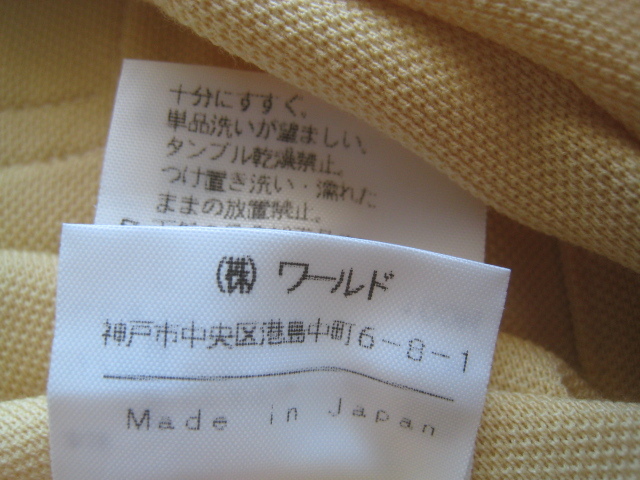 十分にすすぐ。
単品洗いが望ましい。
タンブル乾燥禁止。
つけ置き洗い・濡れた
ままの放置禁止。
(株) ワールド
神戸市中央区港島中町6-8-1
Made in Japan